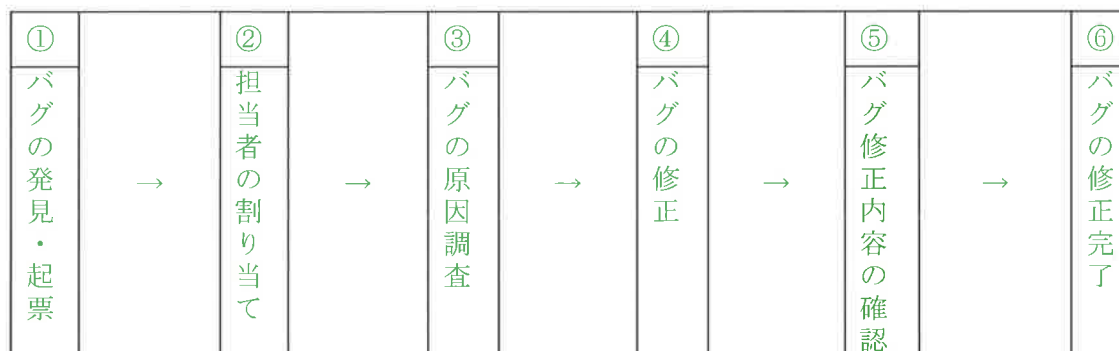 ①
バグの発見・起票
→
②
担当者の割り当て
→
③
バグの原因調査
→
④
バグの修正
→
⑤
バグ修正内容の確認
→
⑥
バグの修正完了